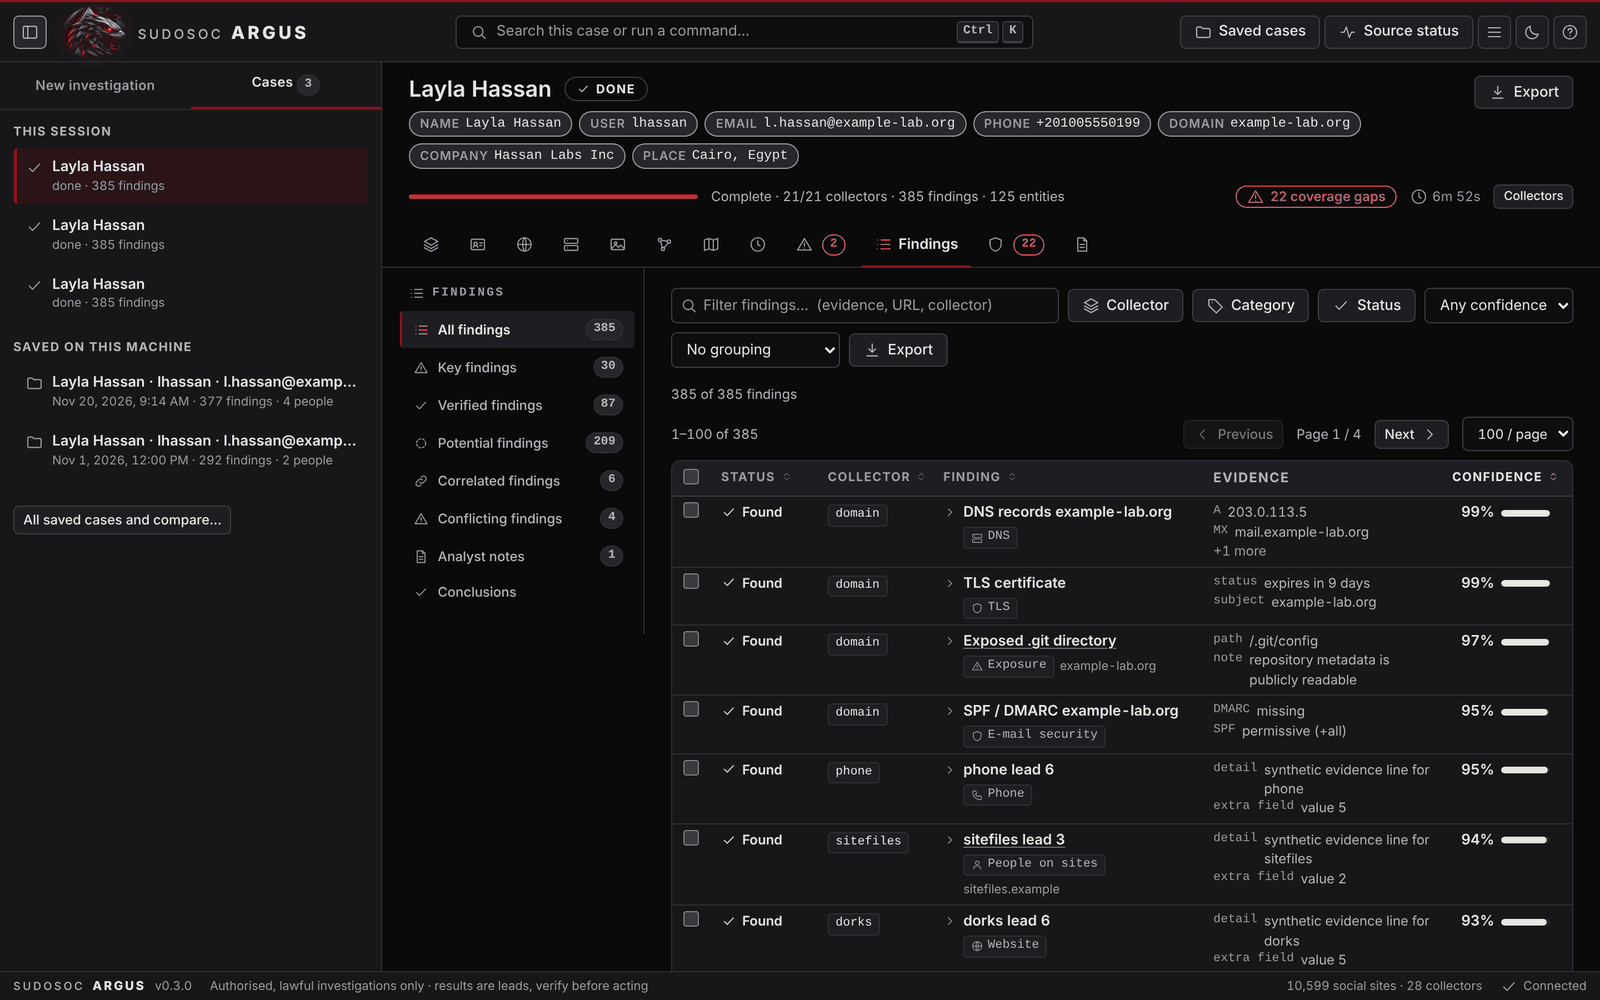 SUDOSOC ARGUS
Search this case or run a command...
Ctrl K
Saved cases
Source status
New investigation
Cases 3
THIS SESSION
Layla Hassan
done · 385 findings
Layla Hassan
done · 385 findings
Layla Hassan
done · 385 findings
SAVED ON THIS MACHINE
Layla Hassan · lhassan · l.hassan@examp...
Nov 20, 2026, 9:14 AM · 377 findings · 4 people
Layla Hassan · lhassan · l.hassan@examp...
Nov 1, 2026, 12:00 PM · 292 findings · 2 people
All saved cases and compare...
Layla Hassan
DONE
Export
NAME Layla Hassan
USER lhassan
EMAIL l.hassan@example-lab.org
PHONE +201005550199
DOMAIN example-lab.org
COMPANY Hassan Labs Inc
PLACE Cairo, Egypt
Complete · 21/21 collectors · 385 findings · 125 entities
22 coverage gaps
6m 52s
Collectors
2
Findings
22
FINDINGS
All findings 385
Key findings 30
Verified findings 87
Potential findings 209
Correlated findings 6
Conflicting findings 4
Analyst notes 1
Conclusions
Filter findings... (evidence, URL, collector)
Collector
Category
Status
Any confidence
No grouping
Export
385 of 385 findings
1–100 of 385
Previous
Page 1 / 4
Next
100 / page
STATUS COLLECTOR FINDING EVIDENCE CONFIDENCE
Found domain DNS records example-lab.org A 203.0.113.5 99%
DNS MX mail.example-lab.org
+1 more
Found domain TLS certificate status expires in 9 days 99%
TLS subject example-lab.org
Found domain Exposed .git directory path /.git/config 97%
Exposure example-lab.org note repository metadata is
publicly readable
Found domain SPF / DMARC example-lab.org DMARC missing 95%
E-mail security SPF permissive (+all)
Found phone phone lead 6 detail synthetic evidence line for 95%
Phone phone
extra field value 5
Found sitefiles sitefiles lead 3 detail synthetic evidence line for 94%
People on sites sitefiles
sitefiles.example extra field value 2
Found dorks dorks lead 6 detail synthetic evidence line for 93%
Website dorks
extra field value 5
SUDOSOC ARGUS v0.3.0 Authorised, lawful investigations only · results are leads, verify before acting
10,599 social sites · 28 collectors
Connected